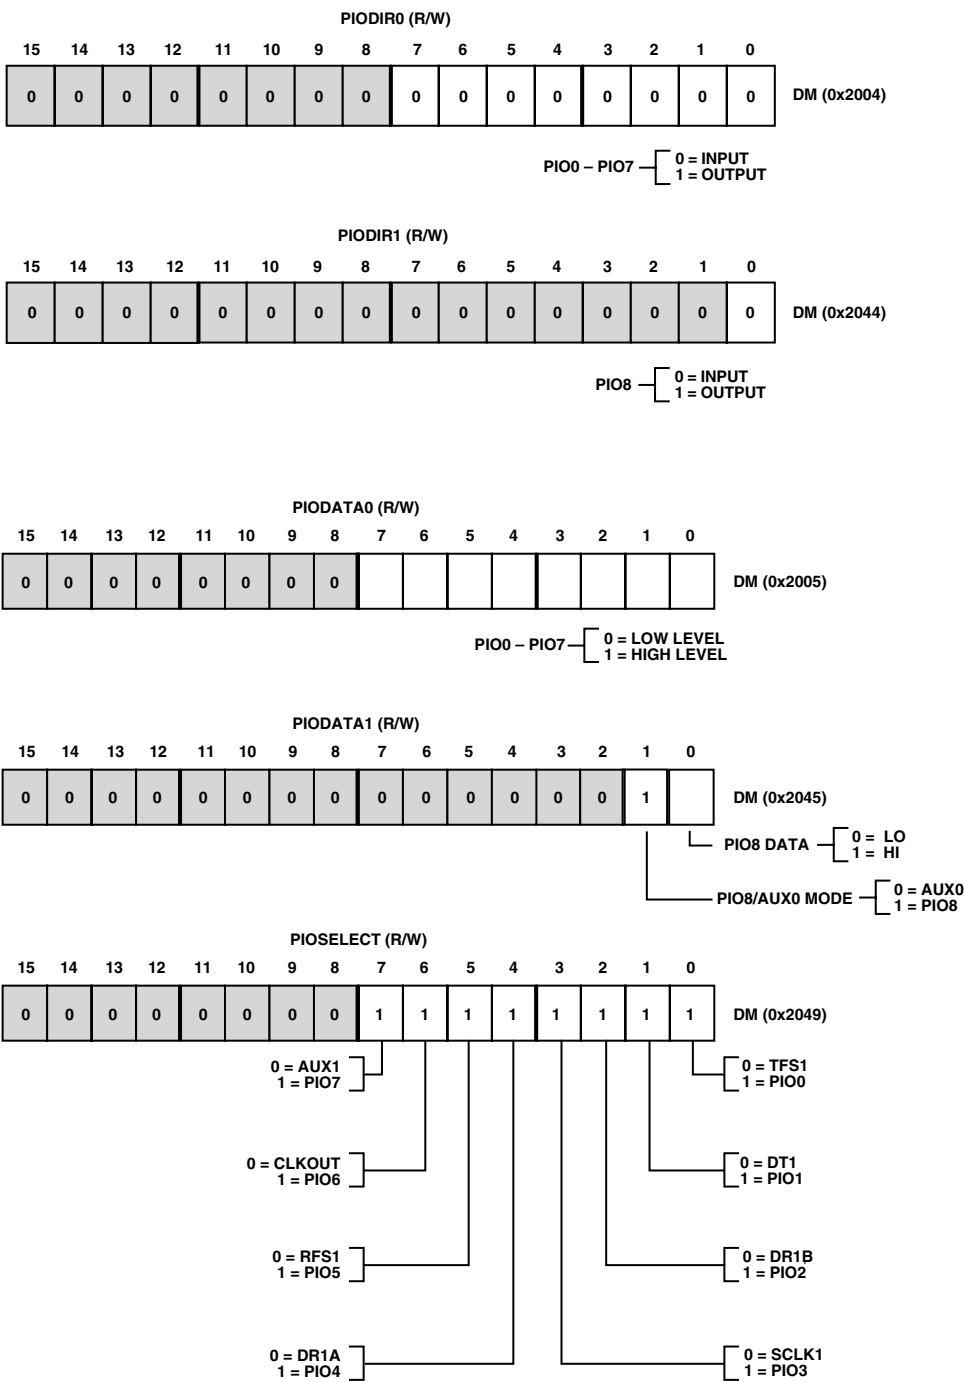 PIODIR0 (R/W)
15 14 13 12 11 10 9 8 7 6 5 4 3 2 1 0
0 0 0 0 0 0 0 0 0 0 0 0 0 0 0 0 DM (0x2004)
PIO0 – PIO7 0 = INPUT
1 = OUTPUT
PIODIR1 (R/W)
15 14 13 12 11 10 9 8 7 6 5 4 3 2 1 0
0 0 0 0 0 0 0 0 0 0 0 0 0 0 0 0 DM (0x2044)
PIO8 0 = INPUT
1 = OUTPUT
PIODATA0 (R/W)
15 14 13 12 11 10 9 8 7 6 5 4 3 2 1 0
0 0 0 0 0 0 0 0 DM (0x2005)
PIO0 – PIO7 0 = LOW LEVEL
1 = HIGH LEVEL
PIODATA1 (R/W)
15 14 13 12 11 10 9 8 7 6 5 4 3 2 1 0
0 0 0 0 0 0 0 0 0 0 0 0 0 0 1 DM (0x2045)
PIO8 DATA 0 = LO
1 = HI
PIO8/AUX0 MODE 0 = AUX0
1 = PIO8
PIOSELECT (R/W)
15 14 13 12 11 10 9 8 7 6 5 4 3 2 1 0
0 0 0 0 0 0 0 0 1 1 1 1 1 1 1 1 DM (0x2049)
0 = AUX1 0 = TFS1
1 = PIO7 1 = PIO0
0 = CLKOUT 0 = DT1
1 = PIO6 1 = PIO1
0 = RFS1 0 = DR1B
1 = PIO5 1 = PIO2
0 = DR1A 0 = SCLK1
1 = PIO4 1 = PIO3